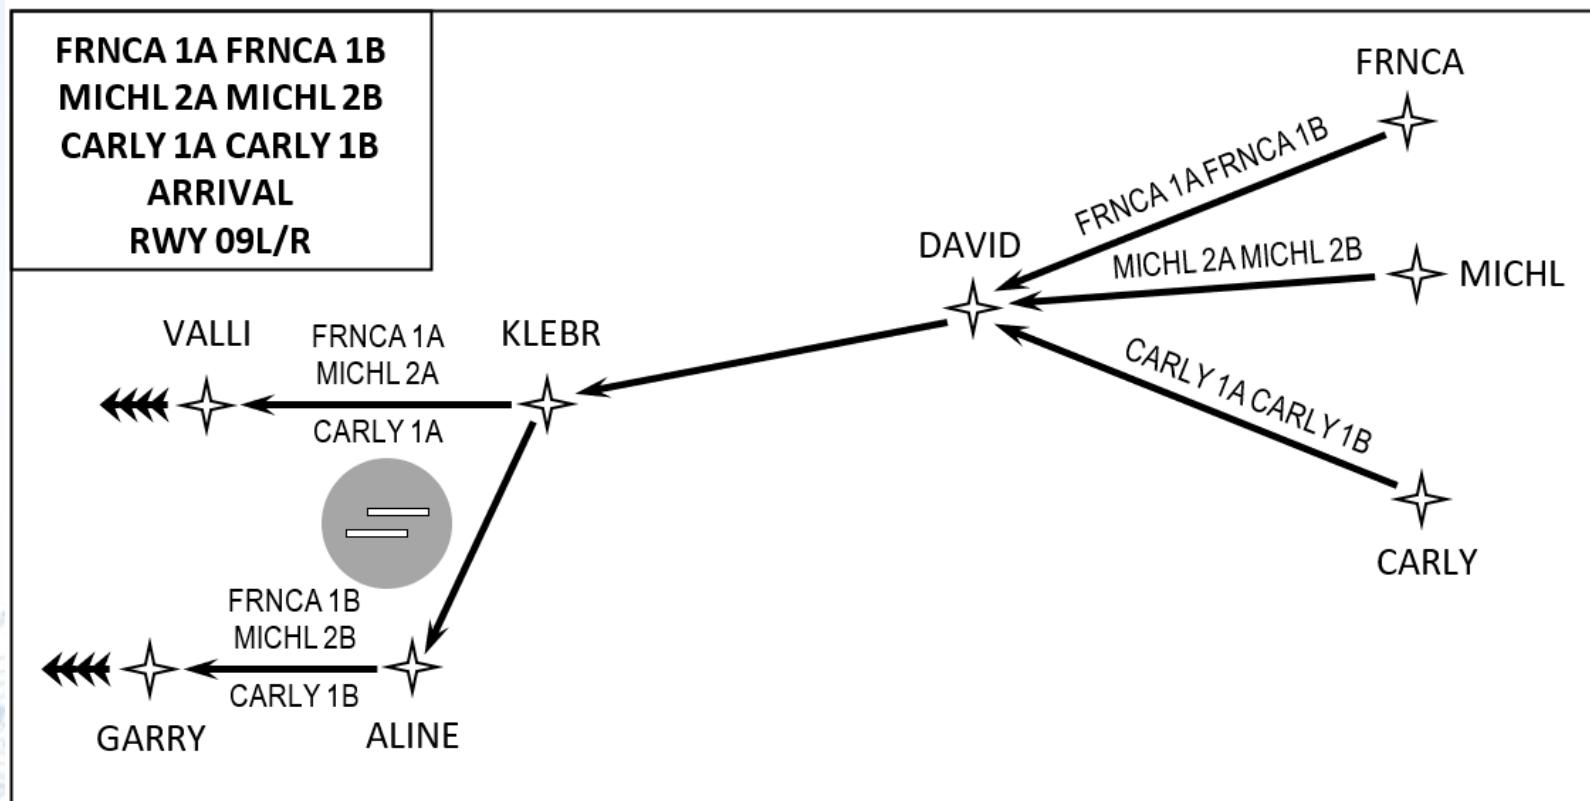 FRNCA 1A FRNCA 1B
MICHL 2A MICHL 2B
CARLY 1A CARLY 1B
ARRIVAL
RWY 09L/R
FRNCA
FRNCA 1A FRNCA 1B
DAVID
MICHL 2A MICHL 2B
MICHL
VALLI
FRNCA 1A
MICHL 2A
KLEBR
CARLY 1A
CARLY 1A CARLY 1B
CARLY
FRNCA 1B
MICHL 2B
CARLY 1B
GARRY
ALINE